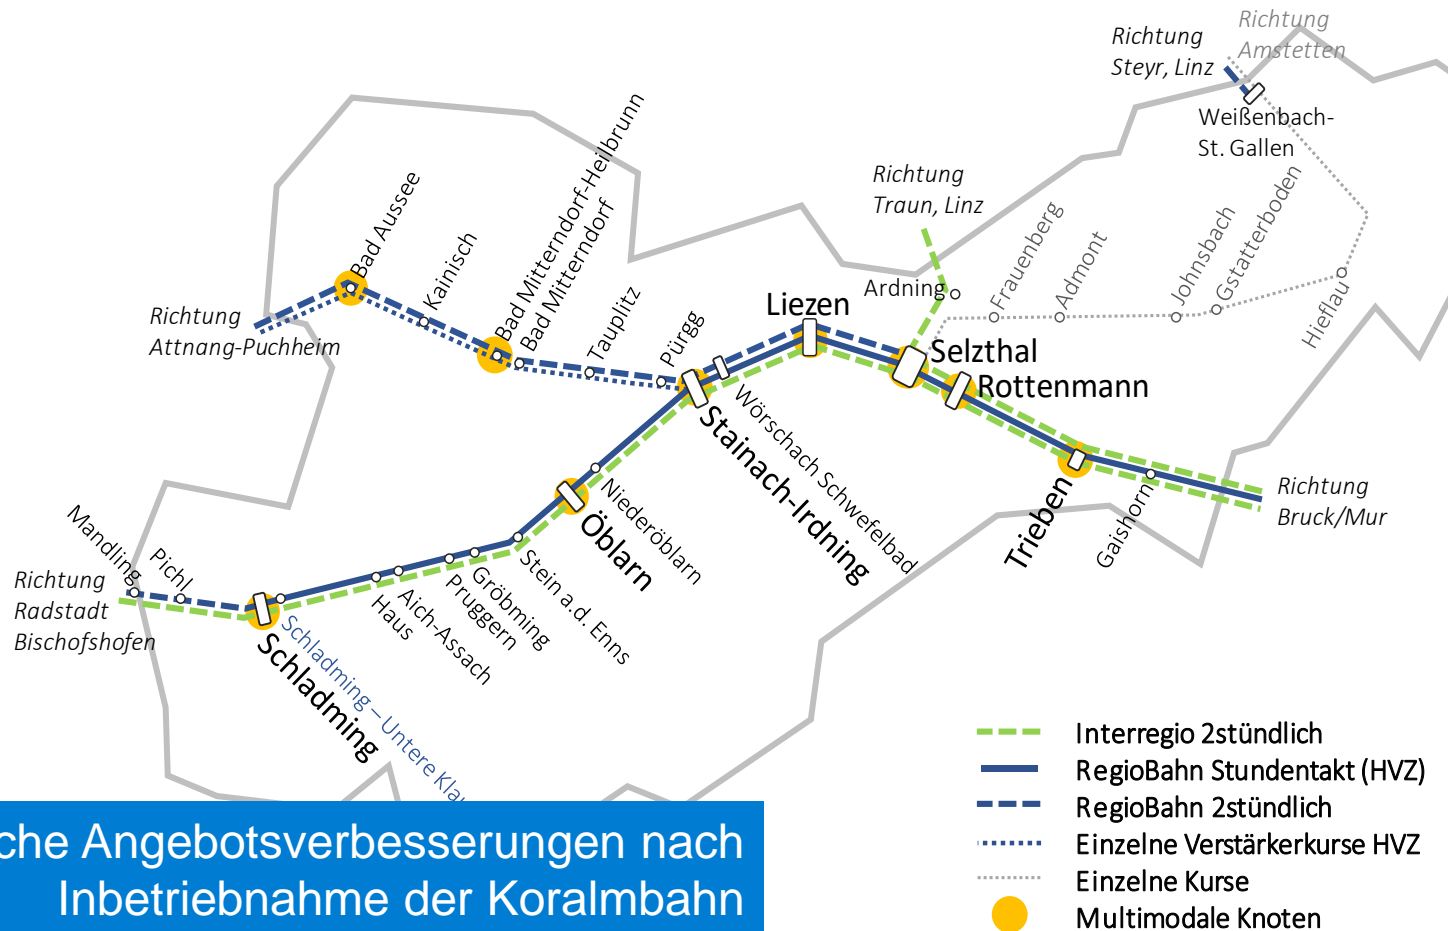 Richtung
Amstetten
Richtung
Steyr, Linz
Weißenbach-
St. Gallen
Richtung
Traun, Linz
Ardning
Frauenberg
Admont
Johnsbach
Gstatterboden
Hieflau
Bad Aussee
Kainisch
Bad Mitterndorf-Heilbrunn
Bad Mitterndorf
Tauplitz
Pürgg
Richtung
Attnang-Puchheim
Liezen
Selzthal
Rottenmann
Wörschach Schwefelbad
Stainach-Irdning
Trieben
Gaishorn
Richtung
Bruck/Mur
Niederöblarn
Öblarn
Stein a.d. Enns
Gröbming
Pruggern
Aich-Assach
Haus
Mandling
Pichl
Richtung
Radstadt
Bischofshofen
Schladming – Untere
Schladming
Interregio 2stündlich
RegioBahn Stundentakt (HVZ)
RegioBahn 2stündlich
Einzelne Verstärkerkurse HVZ
Einzelne Kurse
Multimodale Knoten
che Angebotsverbesserungen nach
Inbetriebnahme der Koralmbahn